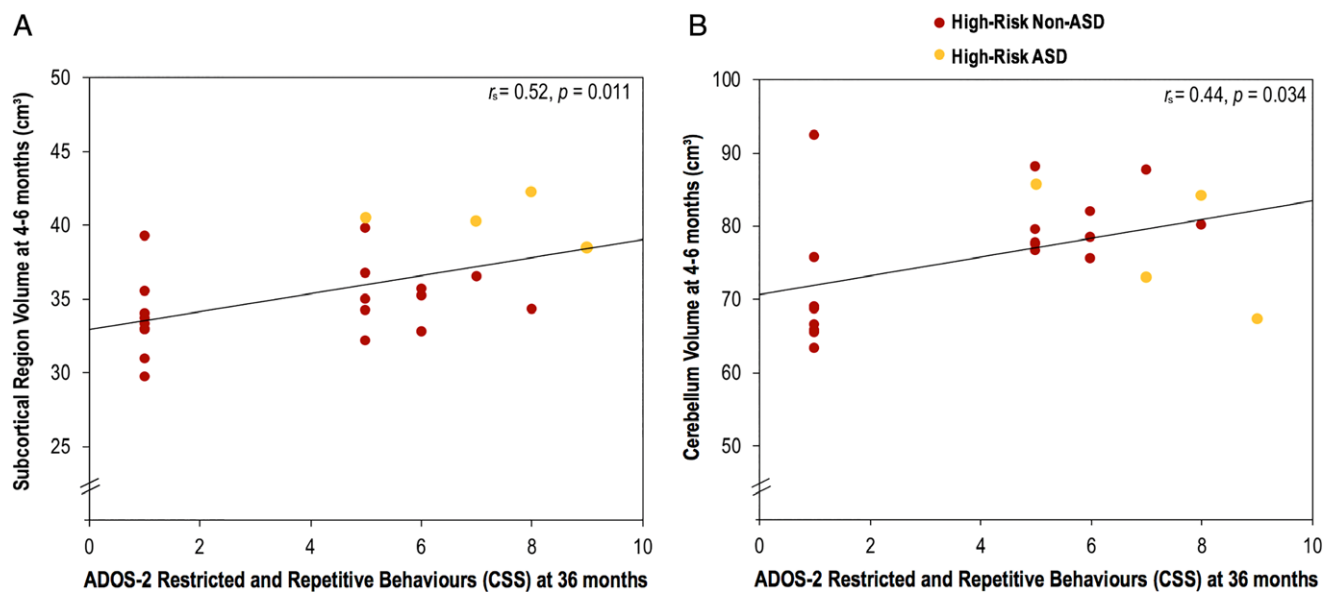 A
Subcortical Region Volume at 4-6 months (cm³)
50
45
40
35
30
25
rs = 0.52, p = 0.011
0 2 4 6 8 10
ADOS-2 Restricted and Repetitive Behaviours (CSS) at 36 months
B
High-Risk Non-ASD
High-Risk ASD
Cerebellum Volume at 4-6 months (cm³)
100
90
80
70
60
50
rs = 0.44, p = 0.034
0 2 4 6 8 10
ADOS-2 Restricted and Repetitive Behaviours (CSS) at 36 months